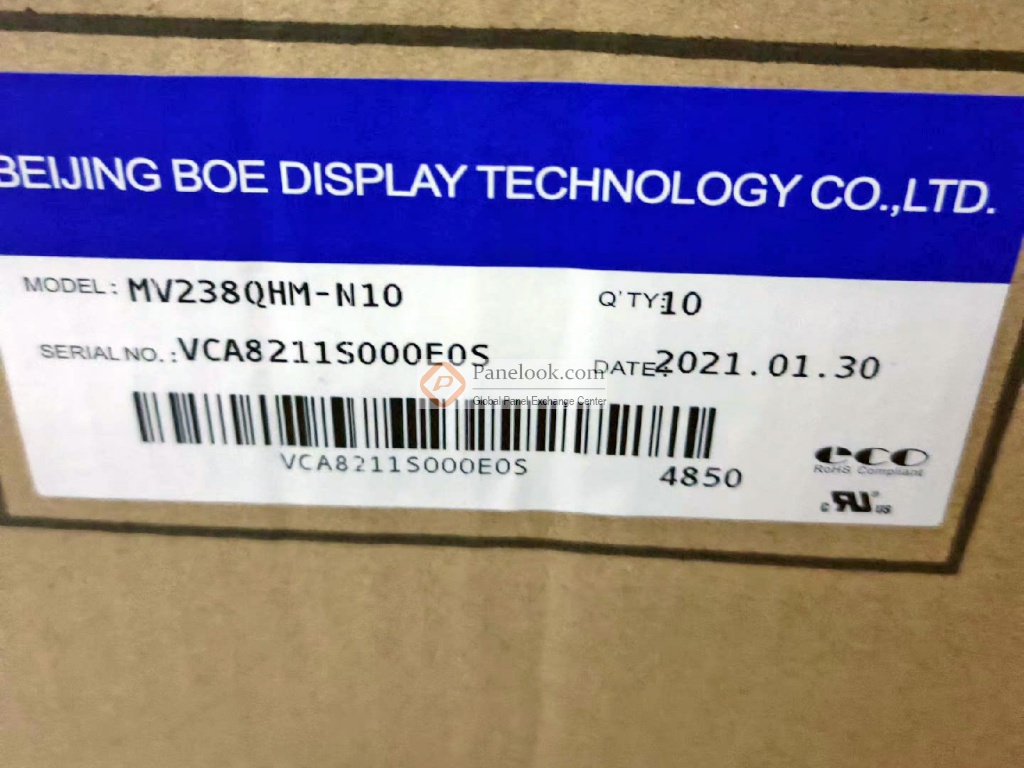 BEIJING BOE DISPLAY TECHNOLOGY CO.,LTD.
MODEL: MV238QHM-N10 Q'TY:10
SERIAL NO.:VCA8211S000E0S DATE:2021.01.30
Panelook.com
Global Panel Exchange Center
VCA8211S000E0S 4850
eco
RoHS Compliant
c RU® US